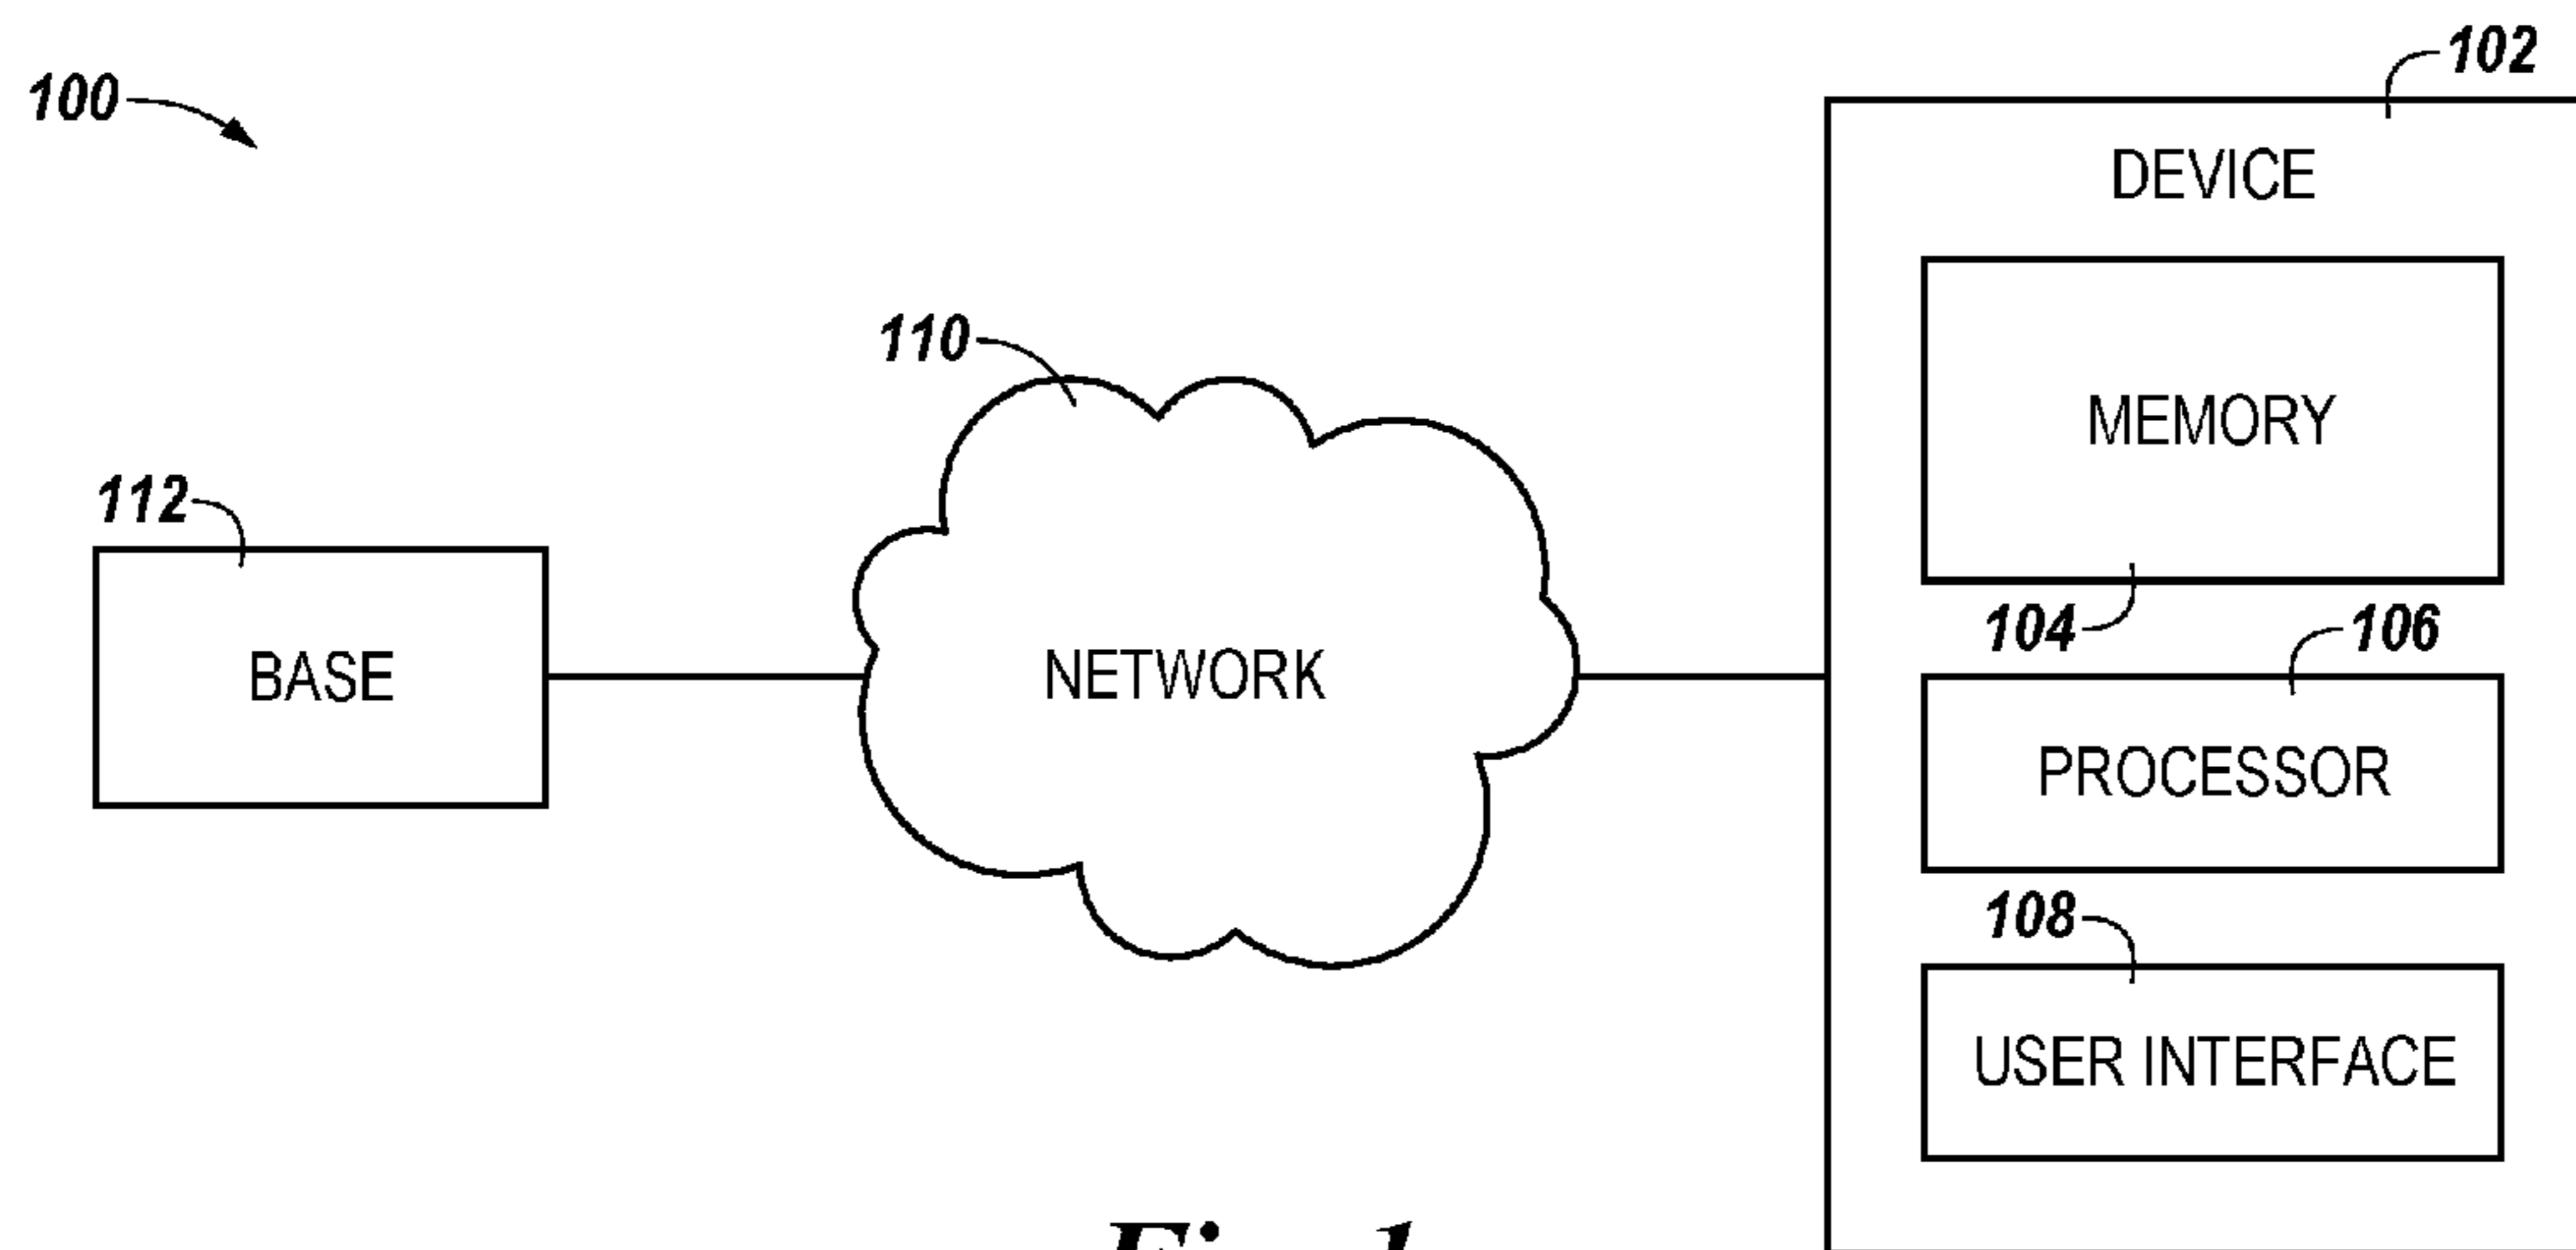 100
102
DEVICE
110
MEMORY
112
104
106
BASE
NETWORK
PROCESSOR
108
USER INTERFACE